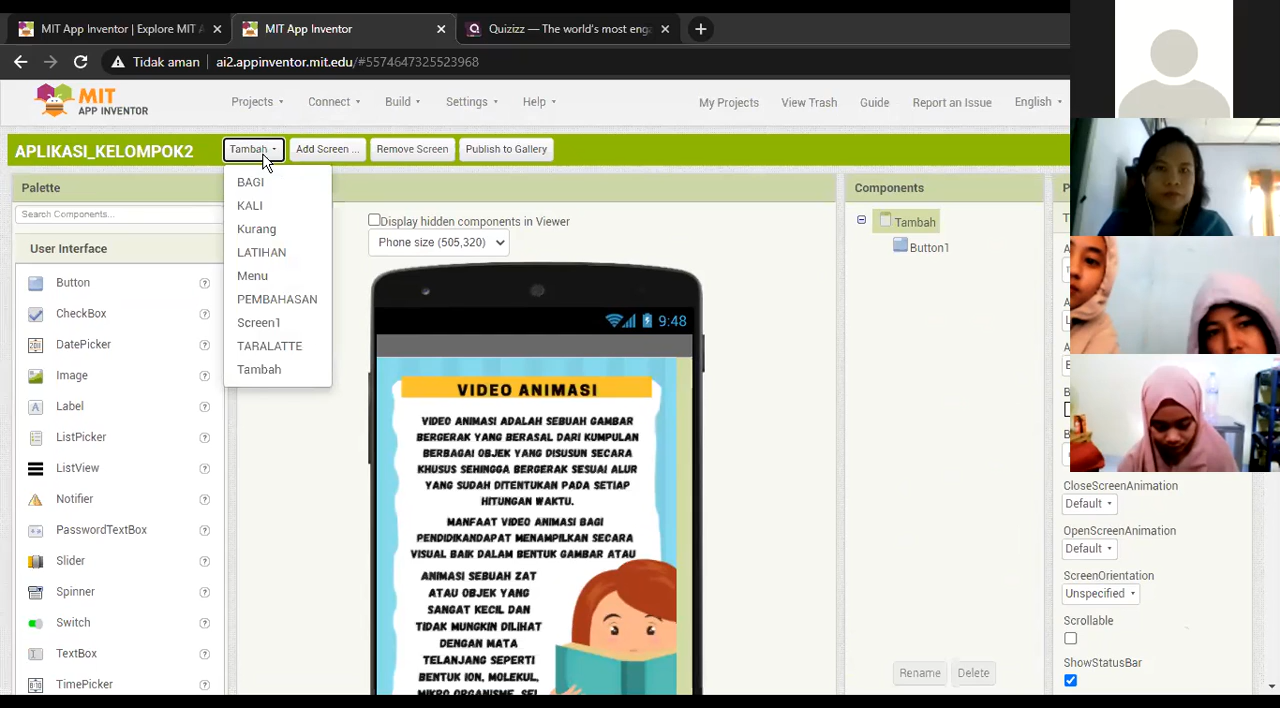 MIT App Inventor | Explore MIT A
MIT App Inventor
Quizizz — The world's most eng
Tidak aman
ai2.appinventor.mit.edu/#5574647325523968
MIT
APP INVENTOR
Projects
Connect
Build
Settings
Help
My Projects
View Trash
Guide
Report an Issue
English
APLIKASI_KELOMPOK2
Tambah
Add Screen ...
Remove Screen
Publish to Gallery
BAGI
KALI
Kurang
LATIHAN
Menu
PEMBAHASAN
Screen1
TARALATTE
Tambah
Palette
Search Components...
User Interface
Button
CheckBox
DatePicker
Image
Label
ListPicker
ListView
Notifier
PasswordTextBox
Slider
Spinner
Switch
TextBox
TimePicker
Display hidden components in Viewer
Phone size (505,320)
9:48
VIDEO ANIMASI
VIDEO ANIMASI ADALAH SEBUAH GAMBAR
BERGERAK YANG BERASAL DARI KUMPULAN
BERBAGAI OBJEK YANG DISUSUN SECARA
KHUSUS SEHINGGA BERGERAK SESUAI ALUR
YANG SUDAH DITENTUKAN PADA SETIAP
HITUNGAN WAKTU.
MANFAAT VIDEO ANIMASI BAGI
PENDIDIKANDAPAT MENAMPILKAN SECARA
VISUAL BAIK DALAM BENTUK GAMBAR ATAU
ANIMASI SEBUAH ZAT
ATAU OBJEK YANG
SANGAT KECIL DAN
TIDAK MUNGKIN DILIHAT
DENGAN MATA
TELANJANG SEPERTI
BENTUK ION, MOLEKUL,
MIKRO ORGANISME, SEL
Components
Tambah
Button1
Rename
Delete
CloseScreenAnimation
Default
OpenScreenAnimation
Default
ScreenOrientation
Unspecified
Scrollable
ShowStatusBar